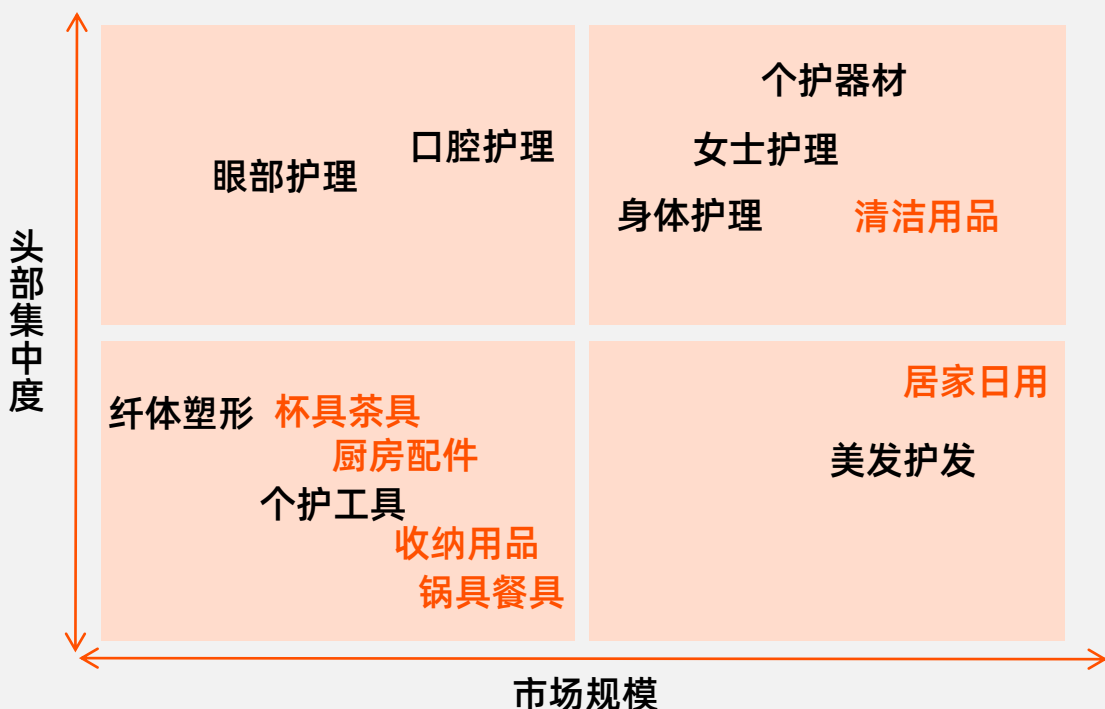 个护器材
口腔护理
女士护理
眼部护理
身体护理
清洁用品
头部集中度
居家日用
纤体塑形
杯具茶具
厨房配件
美发护发
个护工具
收纳用品
锅具餐具
市场规模